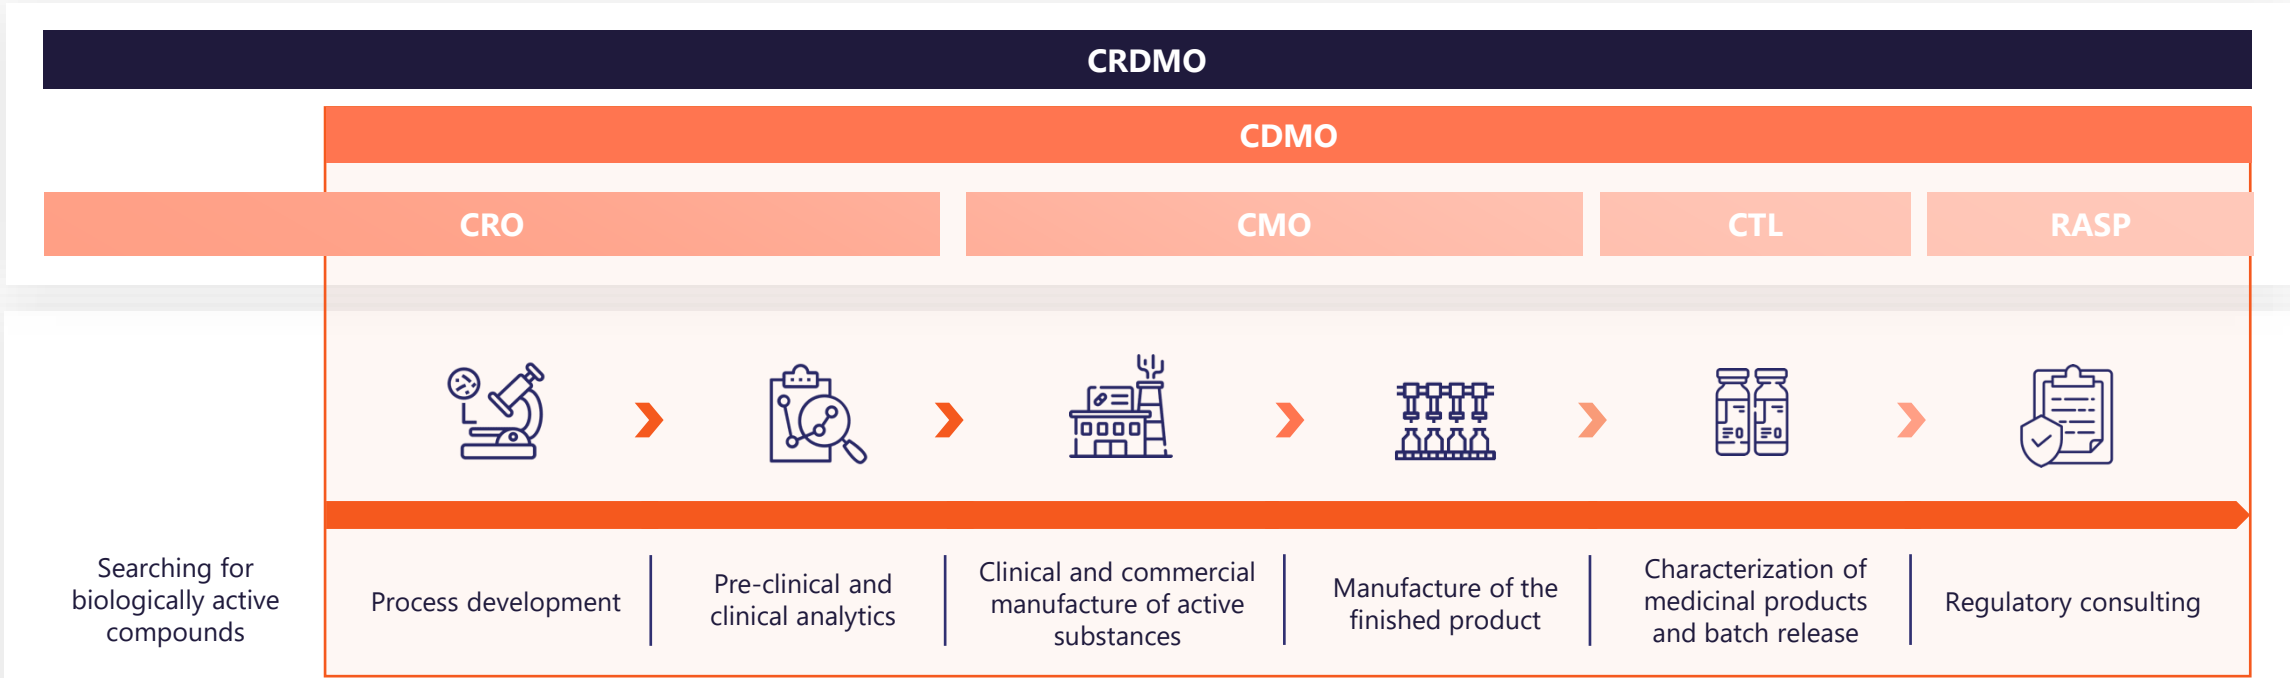 CRDMO
CDMO
CRO
CMO
CTL
RASP
Searching for
biologically active
compounds
Process development
Pre-clinical and
clinical analytics
Clinical and commercial
manufacture of active
substances
Manufacture of the
finished product
Characterization of
medicinal products
and batch release
Regulatory consulting